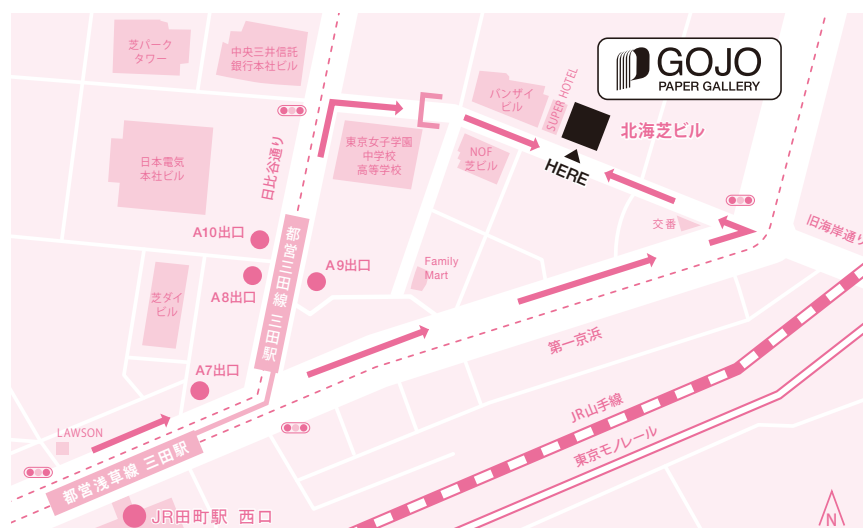 芝パーク
タワー
中央三井信託
銀行本社ビル
GOJO
PAPER GALLERY
バンザイ
ビル
SUPER HOTEL
北海芝ビル
HERE
日本電気
本社ビル
日比谷通り
東京女子学園
中学校
高等学校
NOF
芝ビル
交番
旧海岸通り
A10出口
都営三田線 三田駅
A9出口
A8出口
Family
Mart
芝ダイ
ビル
第一京浜
A7出口
LAWSON
JR山手線
東京モノレール
都営浅草線 三田駅
JR田町駅 西口
N